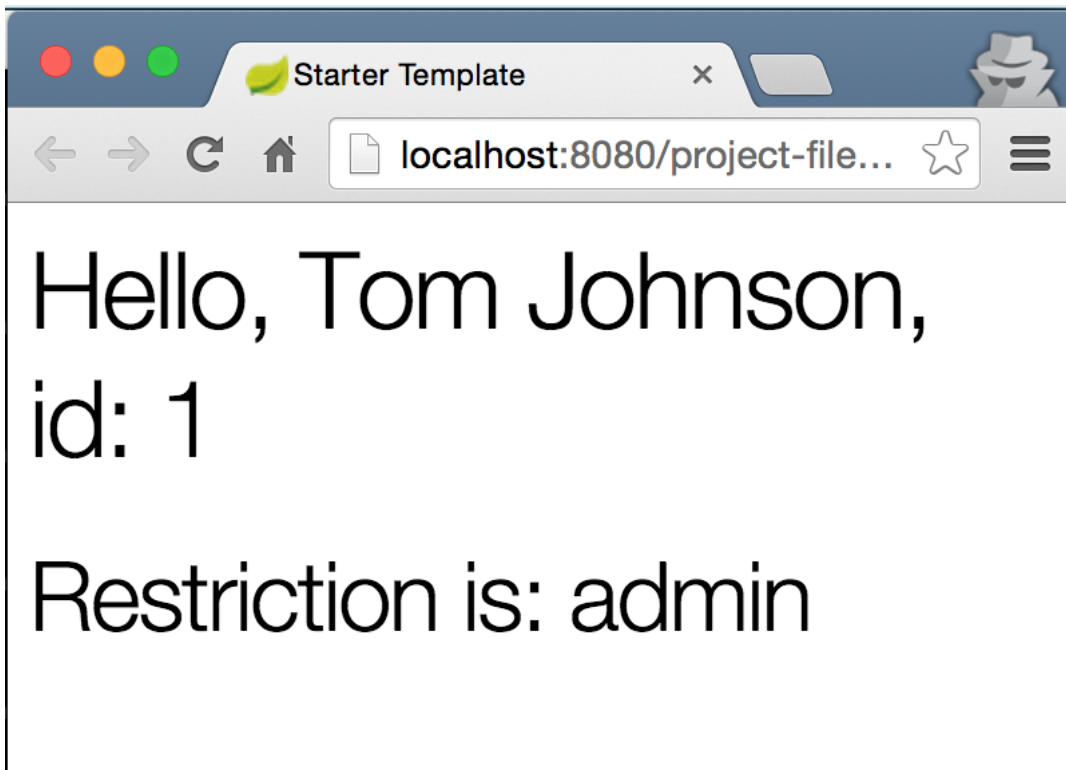 Starter Template
localhost:8080/project-file...
Hello, Tom Johnson,
id: 1
Restriction is: admin